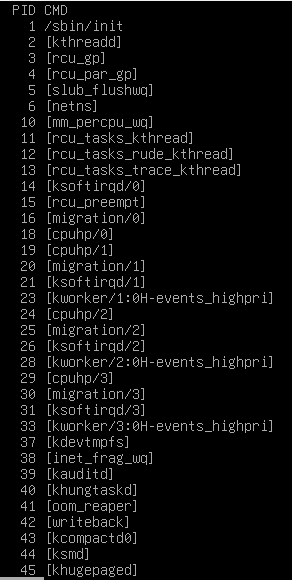 PID CMD
1 /sbin/init
2 [kthreadd]
3 [rcu_gp]
4 [rcu_par_gp]
5 [slub_flushwq]
6 [netns]
10 [mm_percpu_wq]
11 [rcu_tasks_kthread]
12 [rcu_tasks_rude_kthread]
13 [rcu_tasks_trace_kthread]
14 [ksoftirqd/0]
15 [rcu_preempt]
16 [migration/0]
18 [cpuhp/0]
19 [cpuhp/1]
20 [migration/1]
21 [ksoftirqd/1]
23 [kworker/1:0H-events_highpri]
24 [cpuhp/2]
25 [migration/2]
26 [ksoftirqd/2]
28 [kworker/2:0H-events_highpri]
29 [cpuhp/3]
30 [migration/3]
31 [ksoftirqd/3]
33 [kworker/3:0H-events_highpri]
37 [kdevtmpfs]
38 [inet_frag_wq]
39 [kauditd]
40 [khungtaskd]
41 [oom_reaper]
42 [writeback]
43 [kcompactd0]
44 [ksmd]
45 [khugepaged]